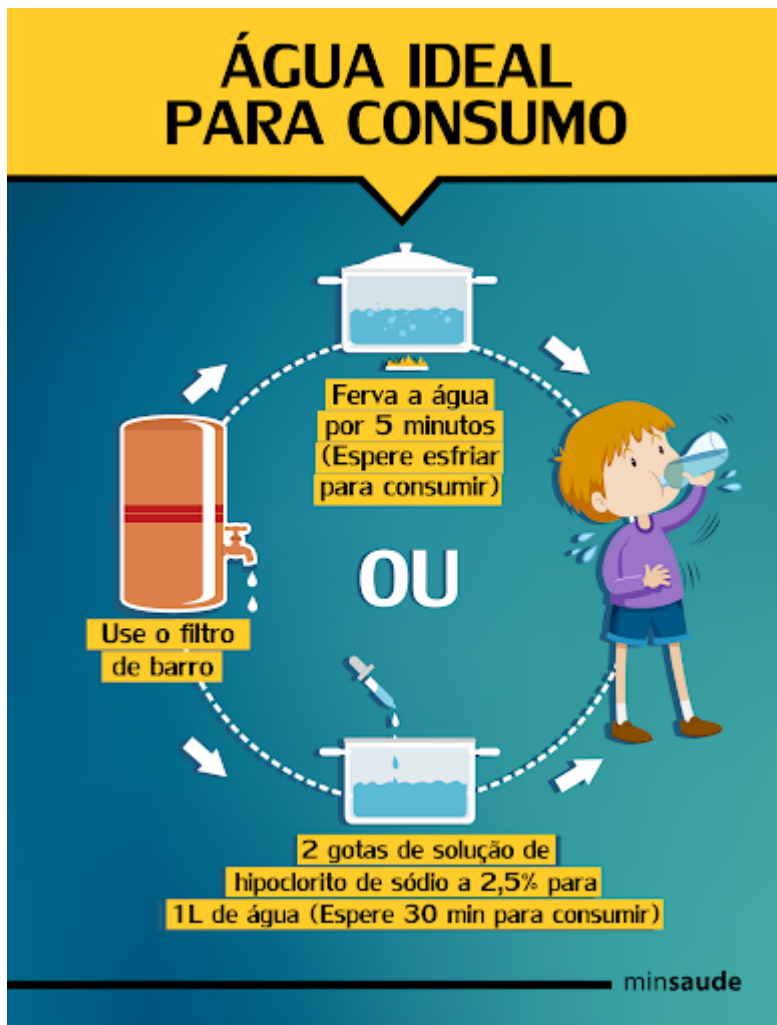 ÁGUA IDEAL
PARA CONSUMO
Ferva a água
por 5 minutos
(Espere esfriar
para consumir)
OU
Use o filtro
de barro
2 gotas de solução de
hipoclorito de sódio a 2,5% para
1L de água (Espere 30 min para consumir)
minsaude